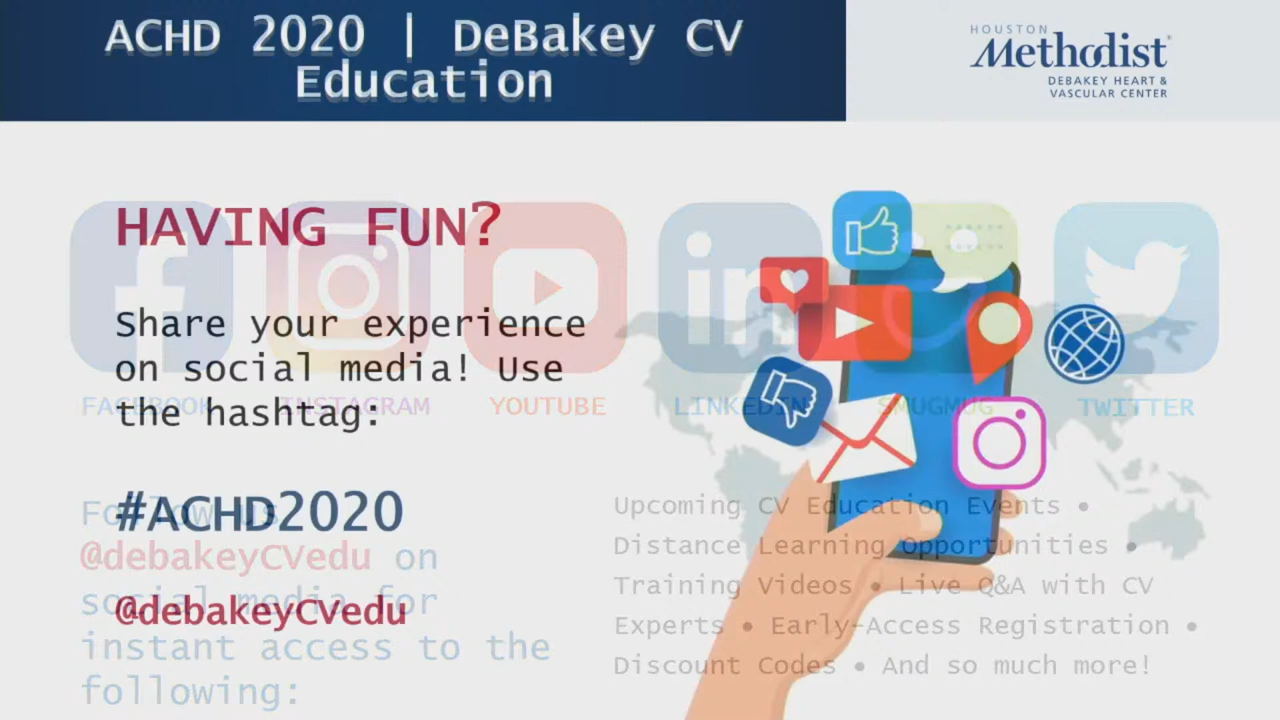 ACHD 2020 | DeBakey CV
Education
HOUSTON
Methodist
DEBAKEY HEART &
VASCULAR CENTER
HAVING FUN?
Share your experience
on social media! Use
the hashtag:
#ACHD2020
@debakeyCVedu
FACEBOOK
INSTAGRAM
YOUTUBE
LINKEDIN
SMUGMUG
TWITTER
Follow us
@debakeyCVedu on
social media for
instant access to the
following:
Upcoming CV Education Events •
Distance Learning Opportunities •
Training Videos • Live Q&A with CV
Experts • Early-Access Registration •
Discount Codes • And so much more!